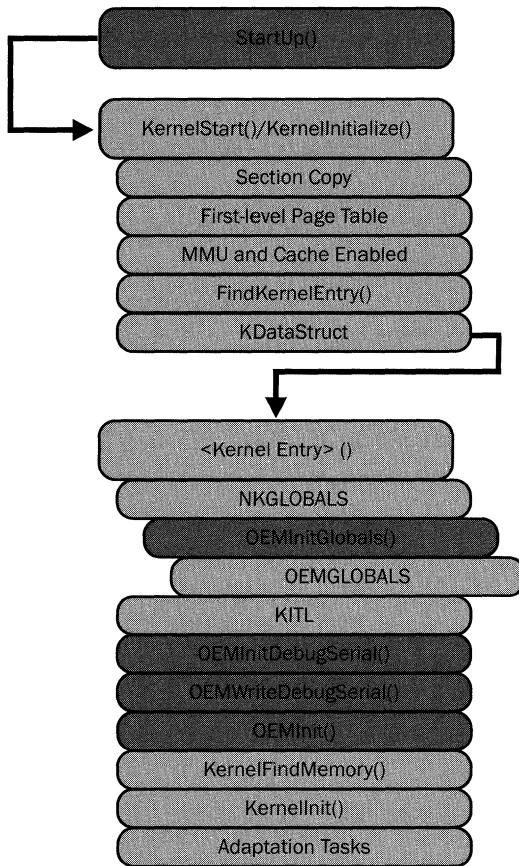 StartUp()
KernelStart()/KernelInitialize()
Section Copy
First-level Page Table
MMU and Cache Enabled
FindKernelEntry()
KDataStruct
<Kernel Entry> ()
NKGLOBALS
OEMInitGlobals()
OEMGLOBALS
KITL
OEMInitDebugSerial()
OEMWriteDebugSerial()
OEMInit()
KernelFindMemory()
KernelInit()
Adaptation Tasks